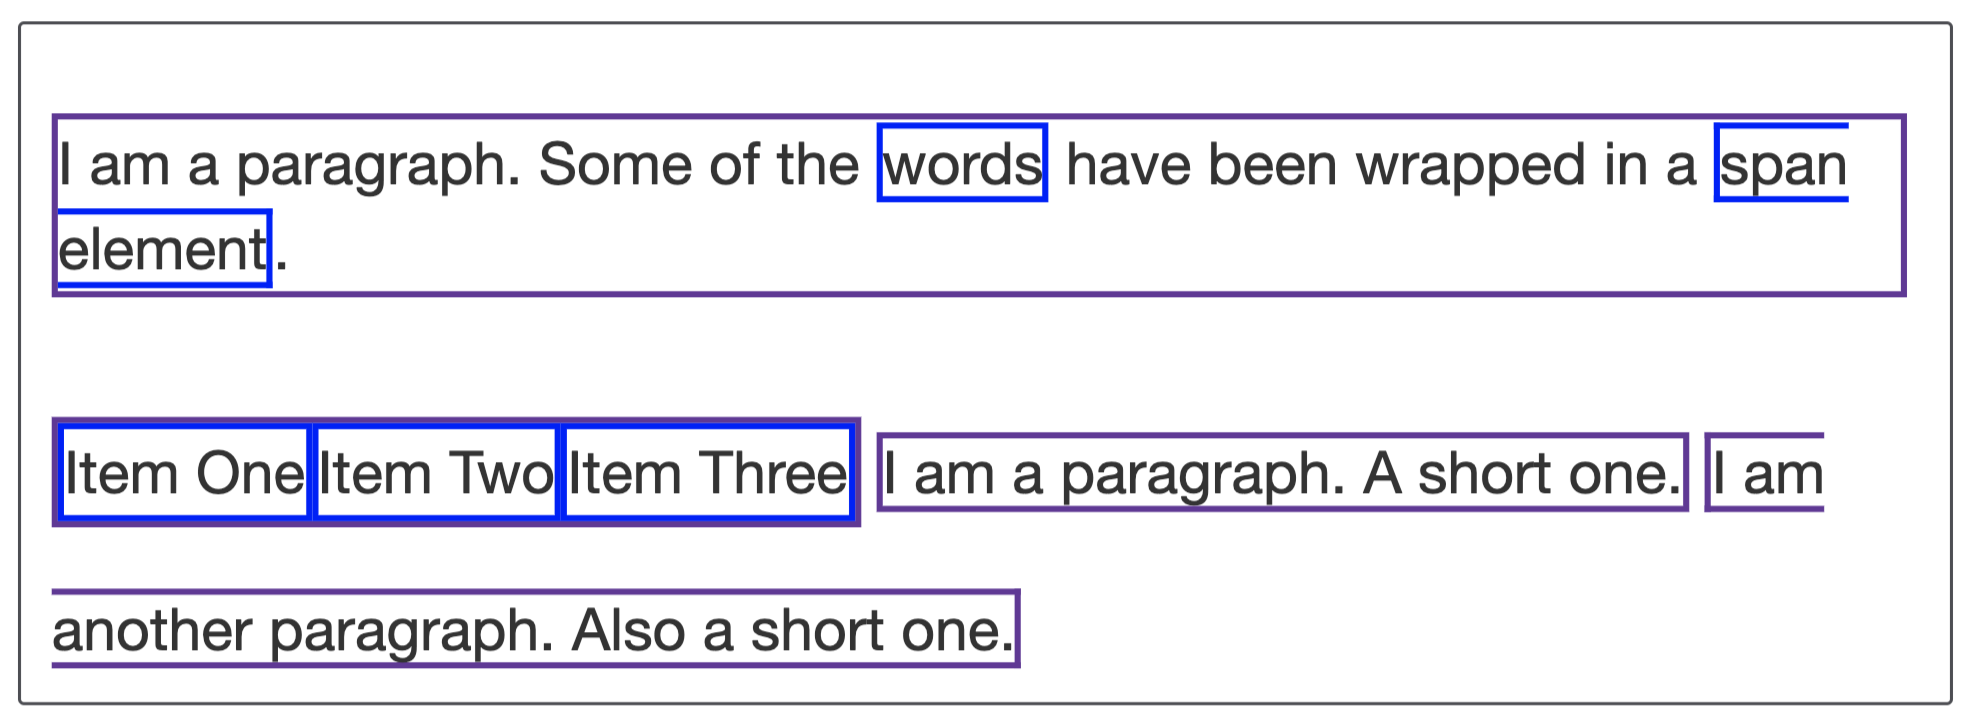 I am a paragraph. Some of the words have been wrapped in a span
element.
Item One Item Two Item Three I am a paragraph. A short one. I am
another paragraph. Also a short one.